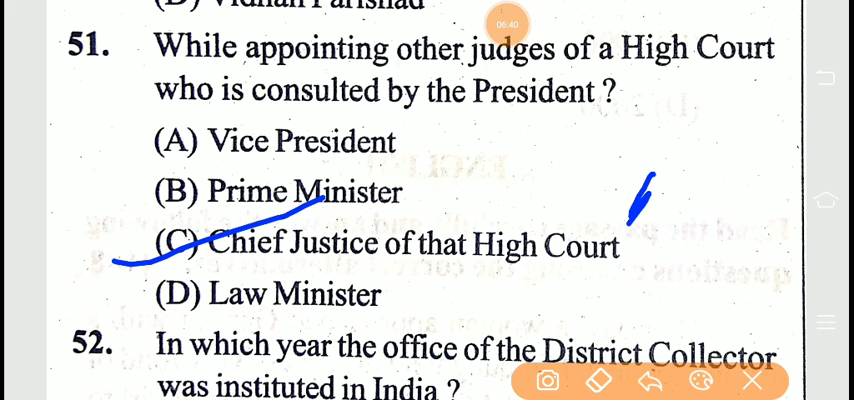 51. While appointing other judges of a High Court
who is consulted by the President ?
(A) Vice President
(B) Prime Minister
(C) Chief Justice of that High Court
(D) Law Minister
52. In which year the office of the District Collector
was instituted in India ?
06:40